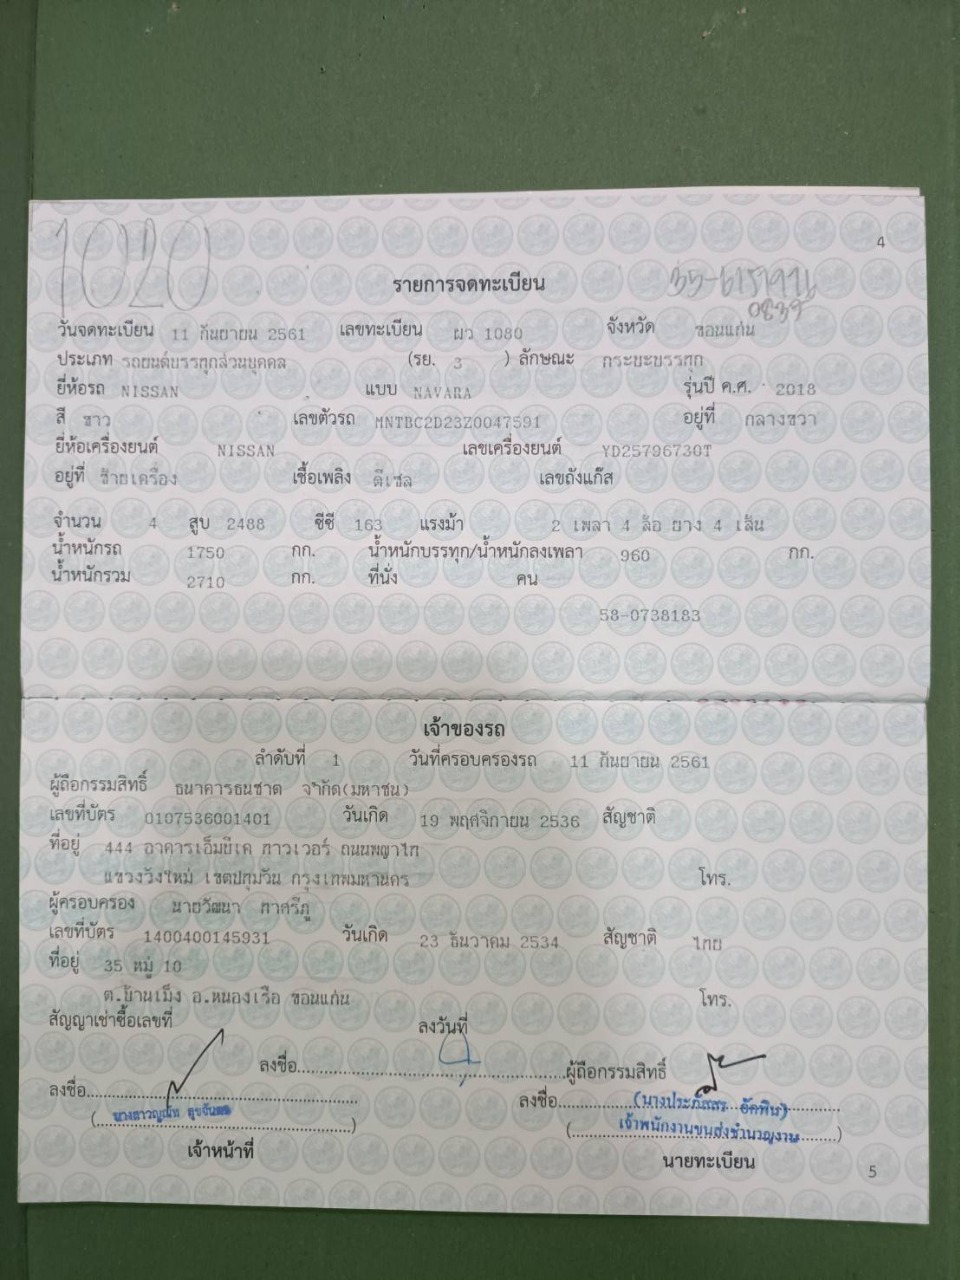 1020
4
รายการจดทะเบียน
วันจดทะเบียน 11 กันยายน 2561 เลขทะเบียน ผว 1080 จังหวัด ขอนแก่น
ประเภท รถยนต์บรรทุกส่วนบุคคล (รย. 3 ) ลักษณะ กระบะบรรทุก
ยี่ห้อรถ NISSAN แบบ NAVARA รุ่นปี ค.ศ. 2018
สี ขาว เลขตัวรถ MNTBC2D23Z0047591 อยู่ที่ กลางขวา
ยี่ห้อเครื่องยนต์ NISSAN เลขเครื่องยนต์ YD25796730T
อยู่ที่ ซ้ายเครื่อง เชื้อเพลิง ดีเซล เลขถังแก๊ส
จำนวน 4 สูบ 2488 ซีซี 163 แรงม้า 2 เพลา 4 ล้อ ยาง 4 เส้น
น้ำหนักรถ 1750 กก. น้ำหนักบรรทุก/น้ำหนักลงเพลา 960 กก.
น้ำหนักรวม 2710 กก. ที่นั่ง คน
58-0738183
เจ้าของรถ
ลำดับที่ 1 วันที่ครอบครองรถ 11 กันยายน 2561
ผู้ถือกรรมสิทธิ์ ธนาคารธนชาต จำกัด(มหาชน)
เลขที่บัตร 0107536001401 วันเกิด 19 พฤศจิกายน 2536 สัญชาติ
ที่อยู่ 444 อาคารเอ็มบีเค ทาวเวอร์ ถนนพญาไท
แขวงวังใหม่ เขตปทุมวัน กรุงเทพมหานคร โทร.
ผู้ครอบครอง นายวัฒนา ทาศรีภู
เลขที่บัตร 1400400145931 วันเกิด 23 ธันวาคม 2534 สัญชาติ ไทย
ที่อยู่ 35 หมู่ 10
ต.บ้านเม็ง อ.หนองเรือ ขอนแก่น โทร.
สัญญาเช่าซื้อเลขที่ ลงวันที่
ลงชื่อ ผู้ถือกรรมสิทธิ์
ลงชื่อ ลงชื่อ
(นางประภัสสร
เจ้าพนักงานขนส่งชำนาญงาน
เจ้าหน้าที่ นายทะเบียน
5